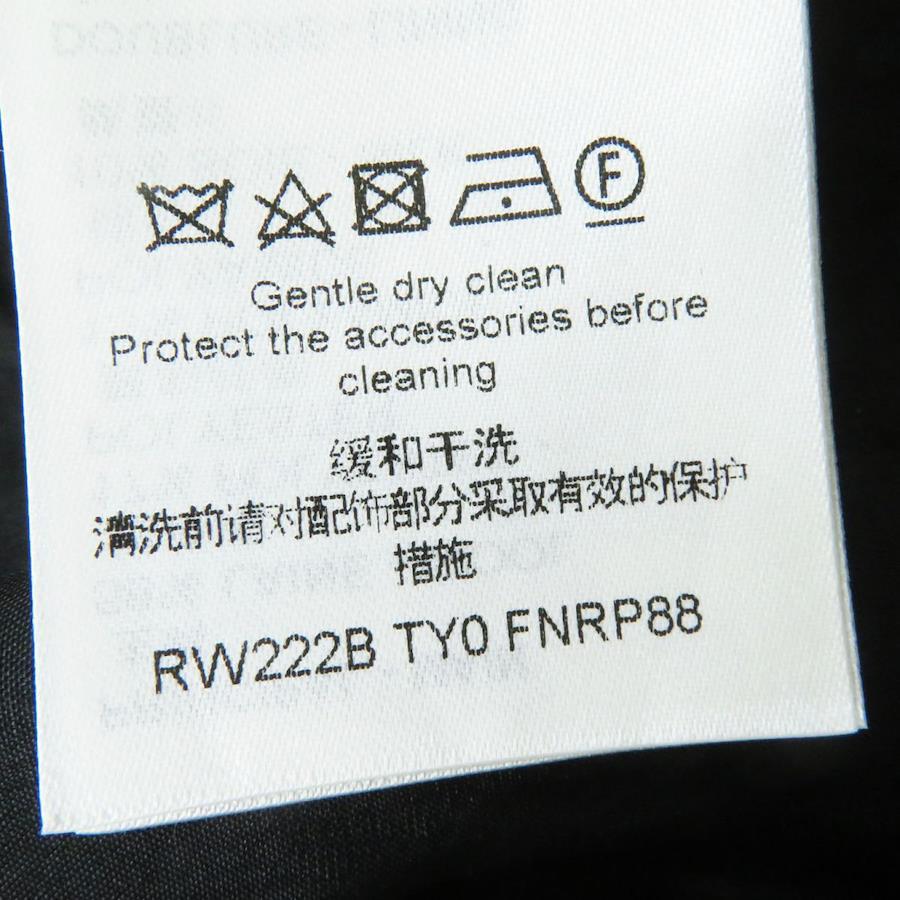 F
Gentle dry clean
Protect the accessories before
cleaning
缓和干洗
清洗前请对配饰部分采取有效的保护
措施
RW222B TY0 FNRP88